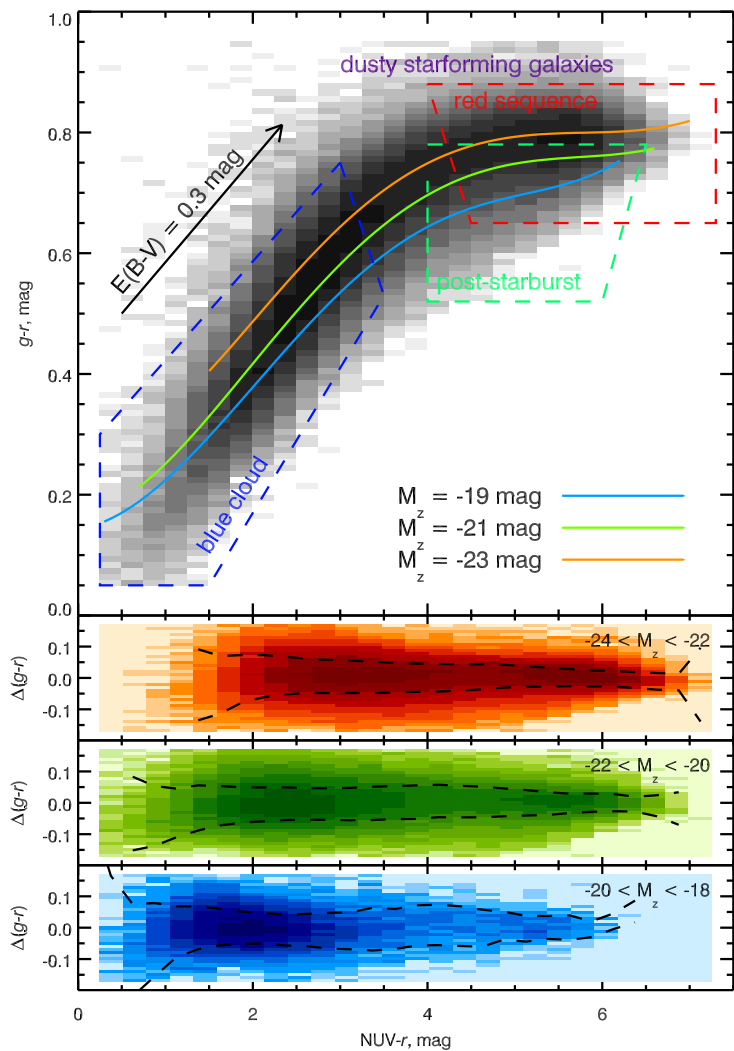 1.0
dusty starforming galaxies
red sequence
0.8
E(B-V) = 0.3 mag
0.6
post-starburst
g-r, mag
0.4
blue cloud
M_z = -19 mag
0.2
M_z = -21 mag
M_z = -23 mag
0.0
0.1
-24 < M_z < -22
0.0
Δ(g-r)
-0.1
0.1
-22 < M_z < -20
0.0
Δ(g-r)
-0.1
0.1
-20 < M_z < -18
0.0
Δ(g-r)
-0.1
0 2 4 6
NUV-r, mag